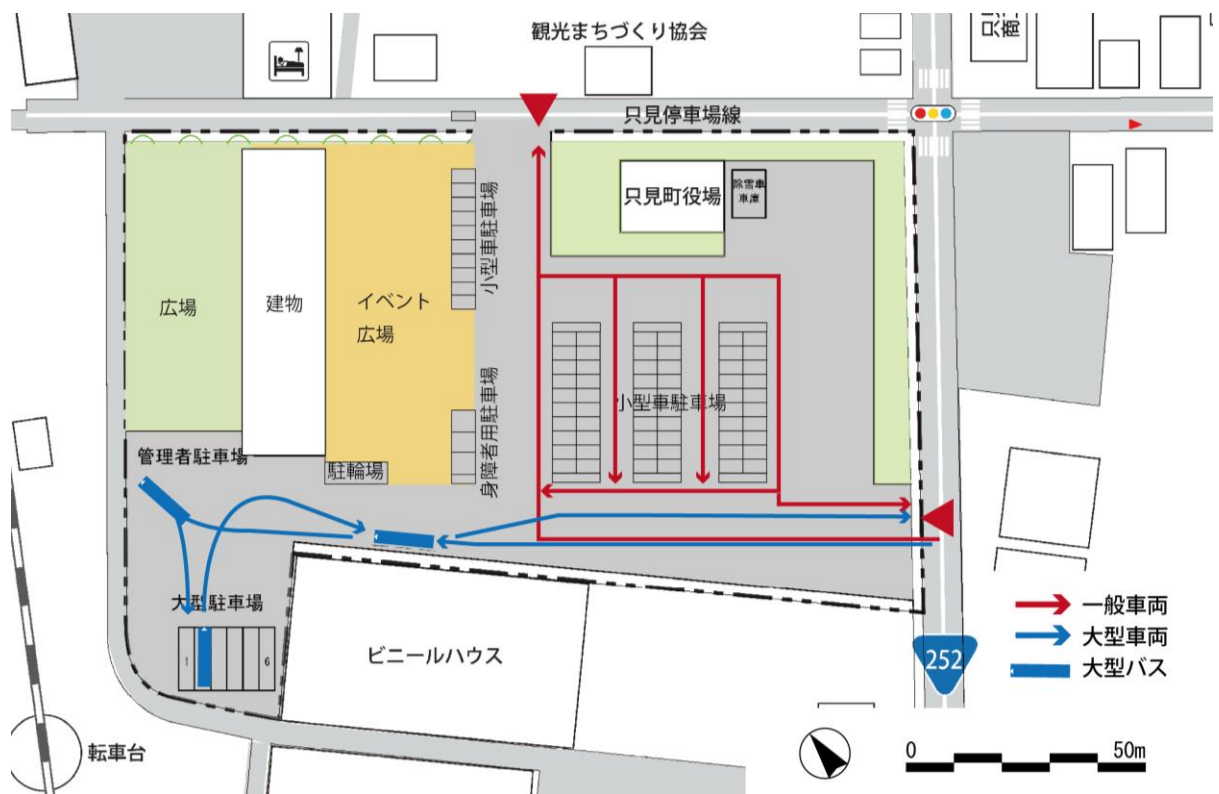 観光まちづくり協会
只見
商工
只見停車場線
只見町役場
除雪車
車庫
小型車駐車場
広場
建物
イベント
広場
小型車駐車場
身障者用駐車場
管理者駐車場
駐輪場
大型駐車場
1
6
ビニールハウス
転車台
一般車両
大型車両
大型バス
252
0
50m